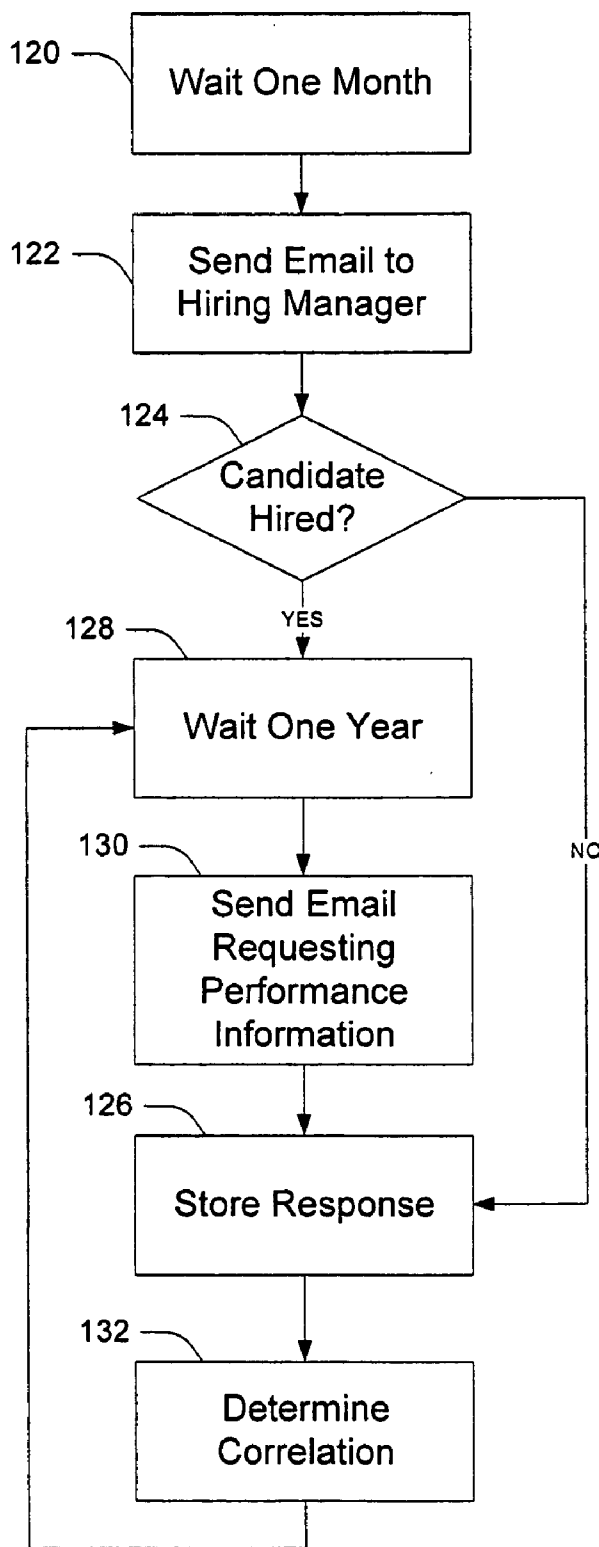 120
Wait One Month
122
Send Email to
Hiring Manager
124
Candidate
Hired?
YES
128
Wait One Year
NO
130
Send Email
Requesting
Performance
Information
126
Store Response
132
Determine
Correlation